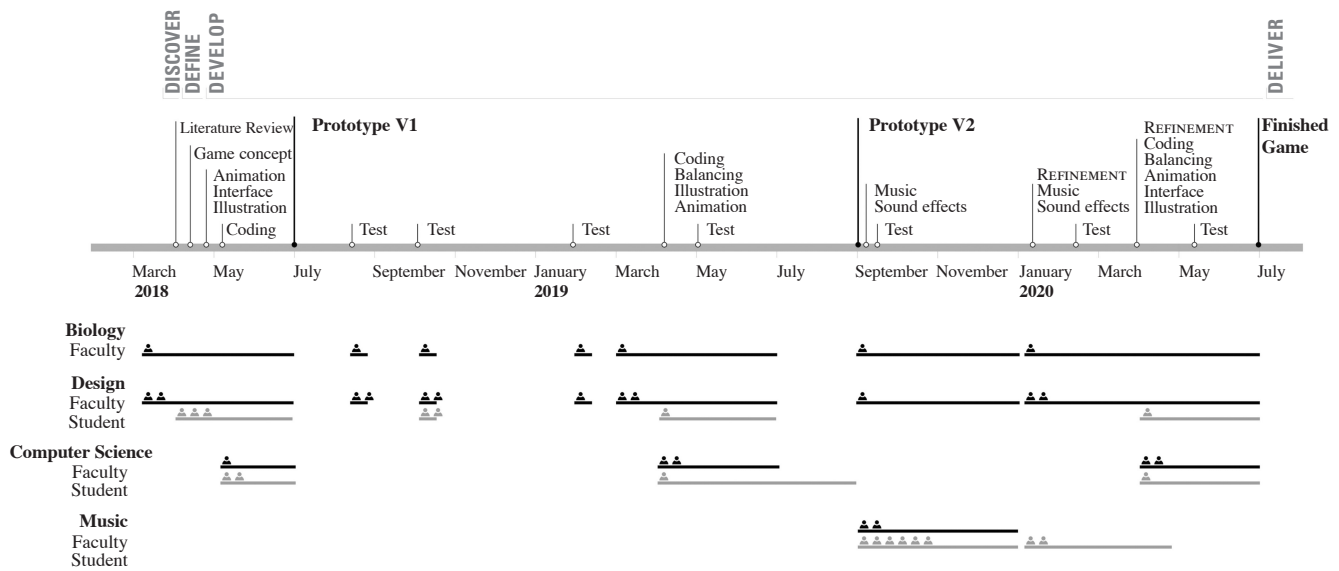 DISCOVER
DEFINE
DEVELOP
DELIVER
Literature Review
Game concept
Animation
Interface
Illustration
Coding
Prototype V1
Test
Test
Test
Coding
Balancing
Illustration
Animation
Test
Prototype V2
Music
Sound effects
Test
REFINEMENT
Music
Sound effects
Test
REFINEMENT
Coding
Balancing
Animation
Interface
Illustration
Test
Finished
Game
March May July September November January March May July September November January March May July
2018 2019 2020
Biology
Faculty
Design
Faculty
Student
Computer Science
Faculty
Student
Music
Faculty
Student